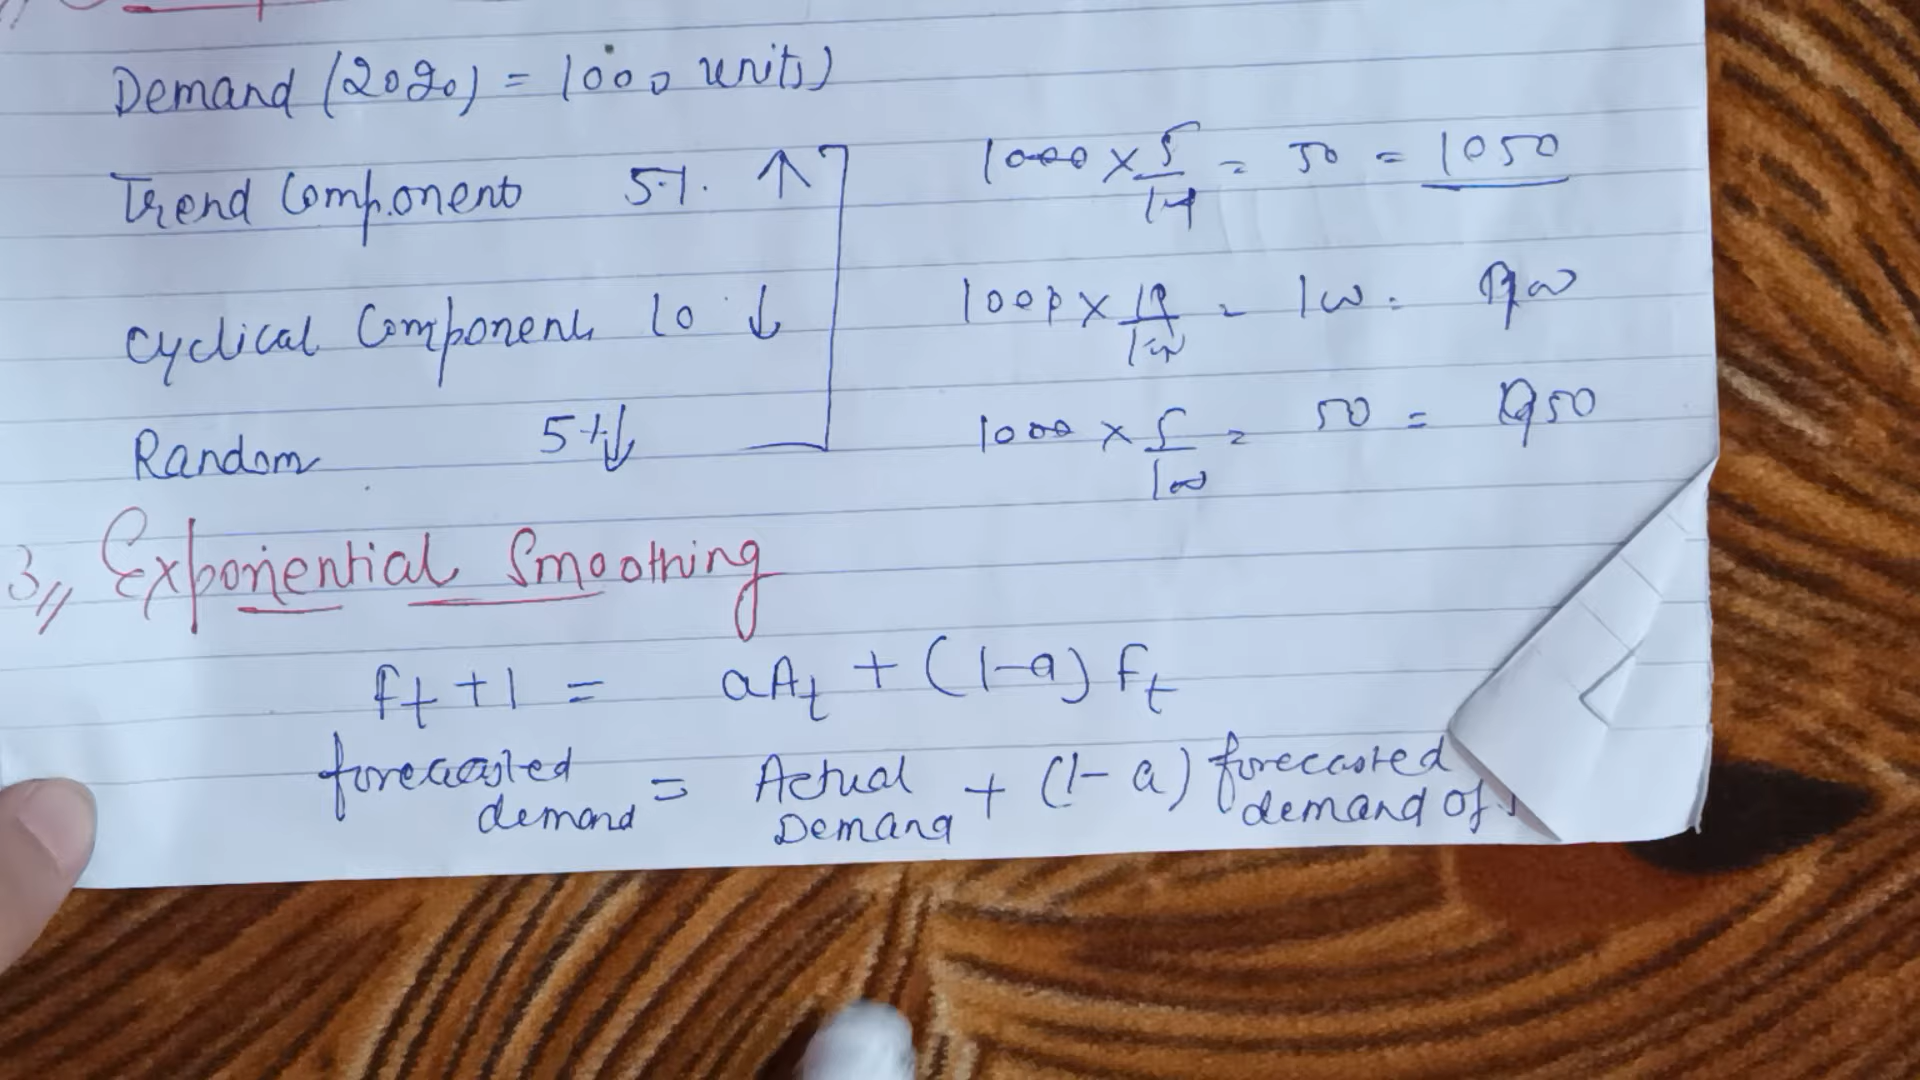 Demand (2020) = 1000 units)
Trend Component 5%. ↑ 1000 × 5/100 = 50 = 1050
Cyclical Component 10 ↓ 1000 × 10/100 = 100 = 900
Random 5%↓ 1000 × 5/100 = 50 = 950
3,, Exponential Smoothing
Ft+1 = aAt + (1-a) Ft
forecasted demand = Actual Demand + (1-a) forecasted demand of